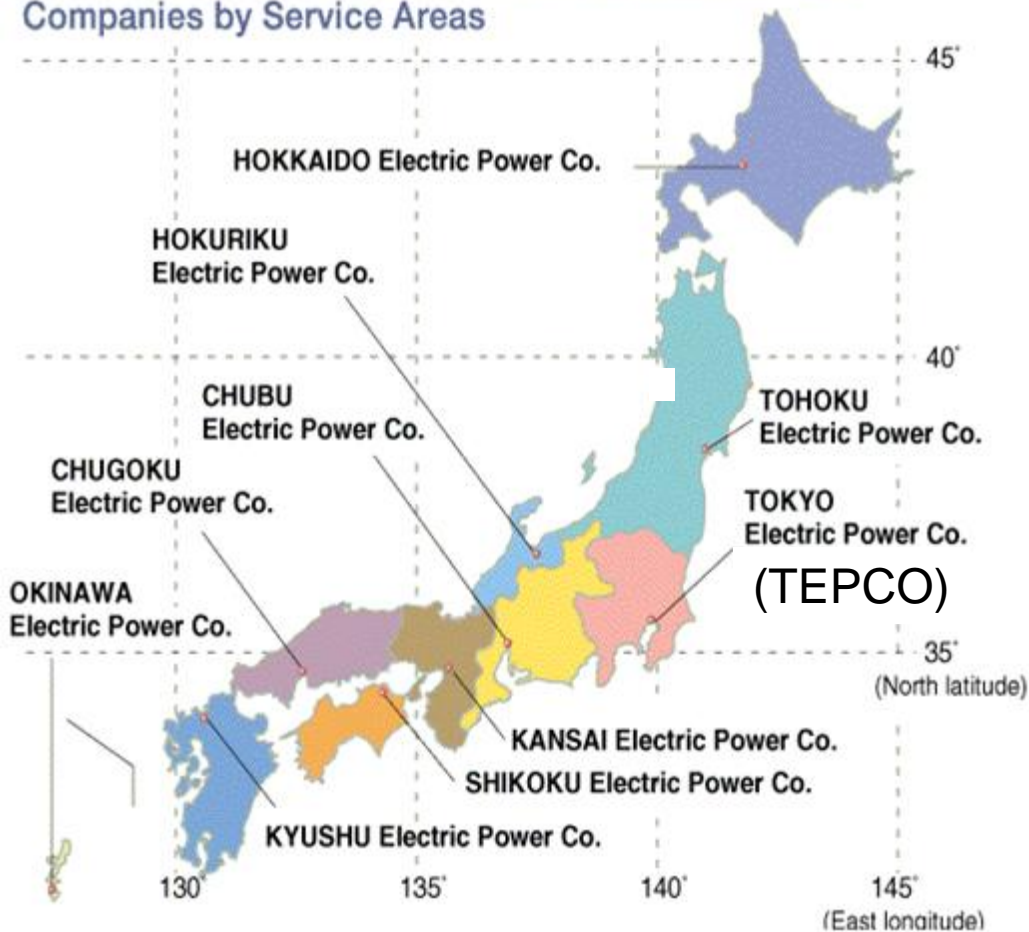 Companies by Service Areas
45°
HOKKAIDO Electric Power Co.
HOKURIKU
Electric Power Co.
40°
CHUBU
Electric Power Co.
TOHOKU
Electric Power Co.
CHUGOKU
Electric Power Co.
TOKYO
Electric Power Co.
(TEPCO)
OKINAWA
Electric Power Co.
35°
(North latitude)
KANSAI Electric Power Co.
SHIKOKU Electric Power Co.
KYUSHU Electric Power Co.
130° 135° 140° 145°
(East longitude)